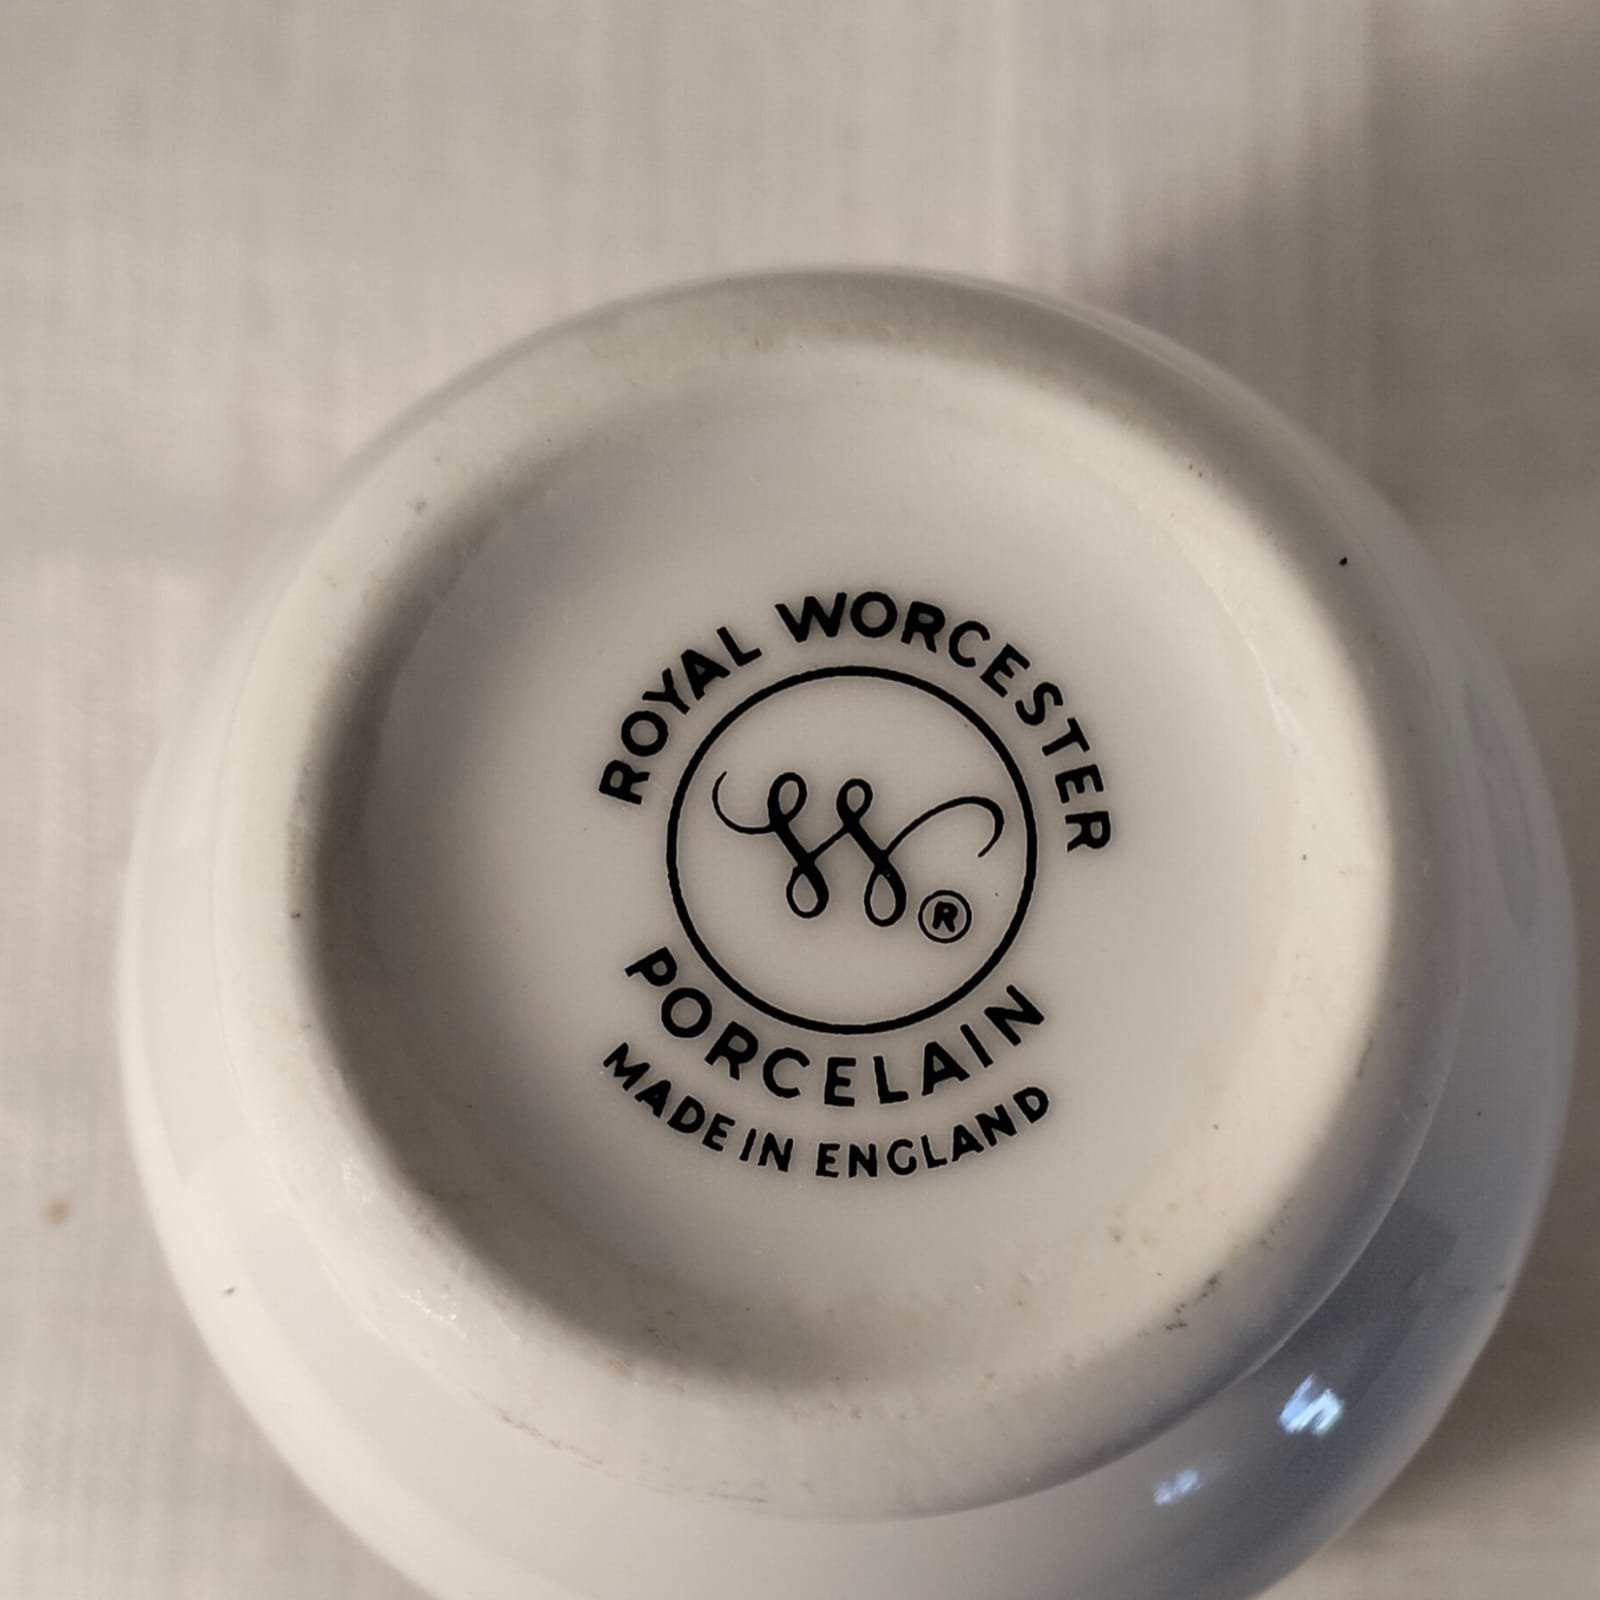 ROYAL WORCESTER
W ®
PORCELAIN
MADE IN ENGLAND